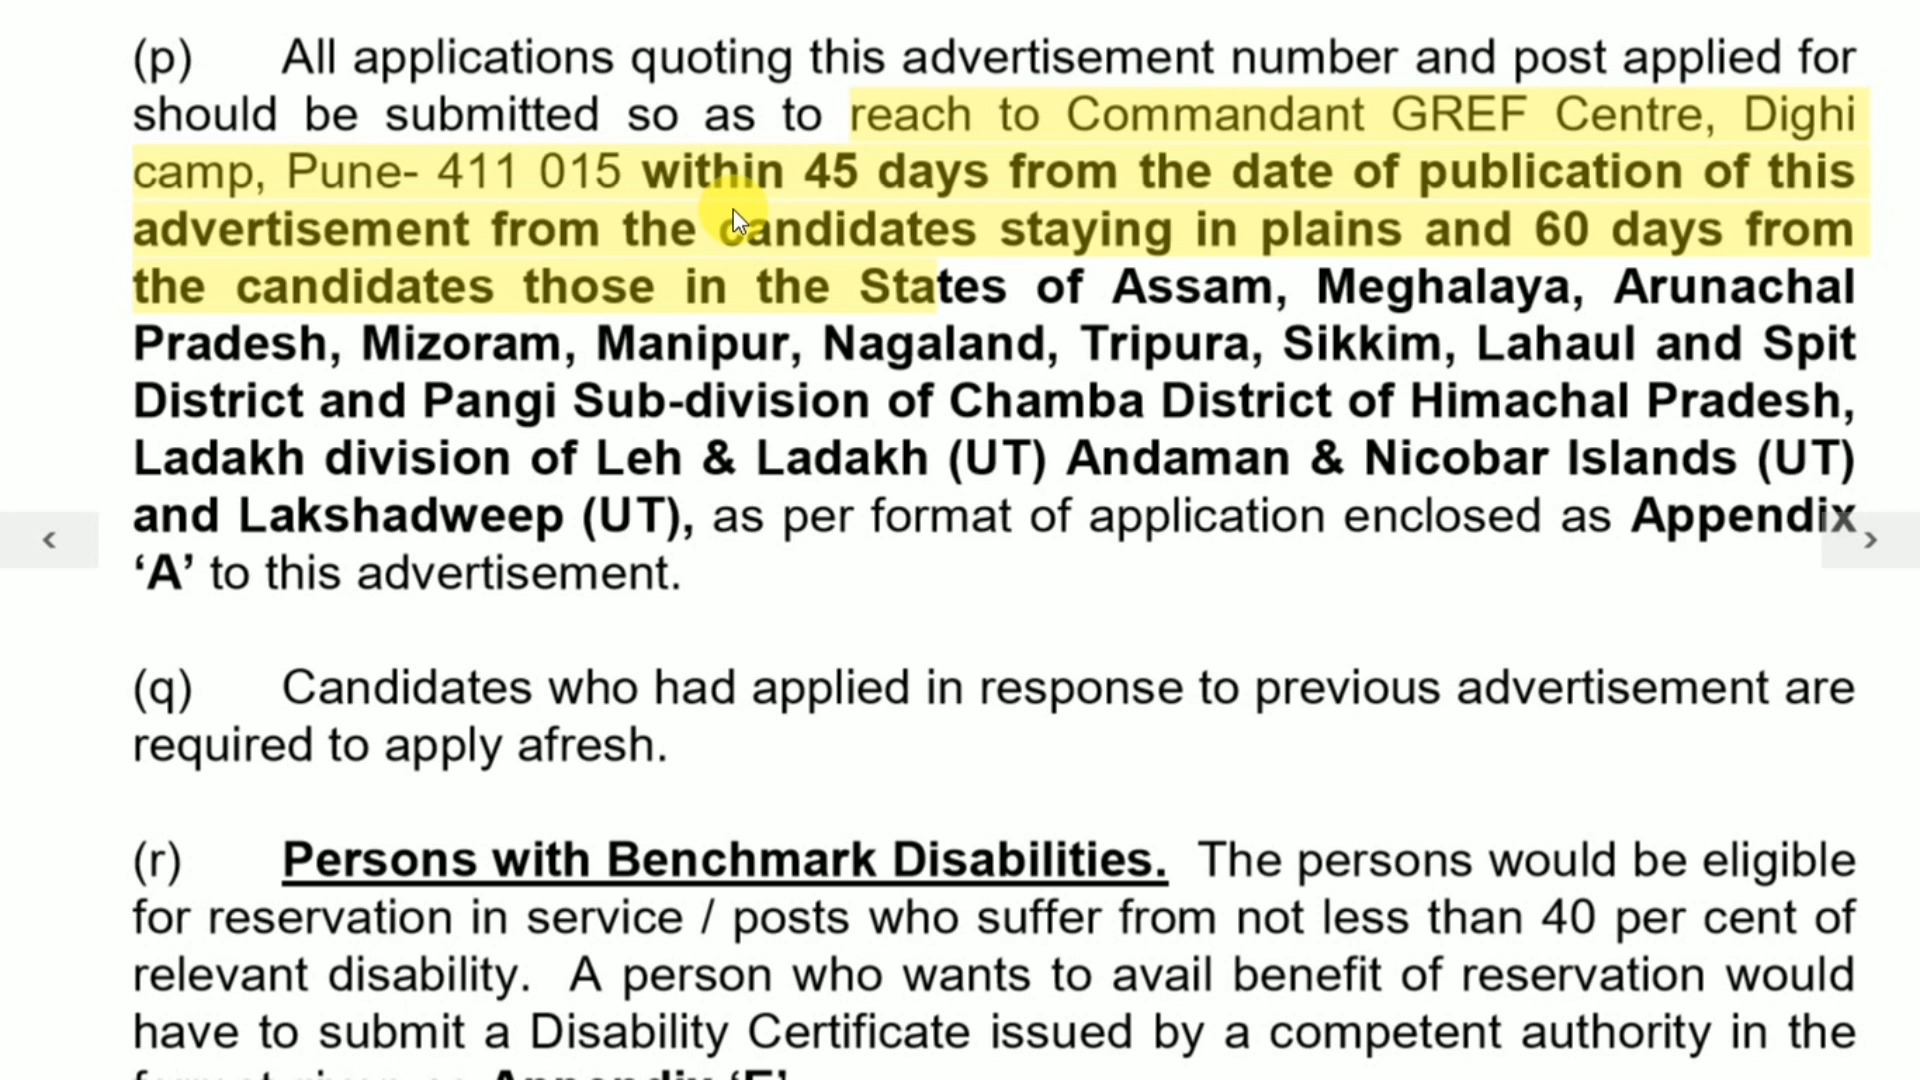 (p) All applications quoting this advertisement number and post applied for
should be submitted so as to reach to Commandant GREF Centre, Dighi
camp, Pune- 411 015 within 45 days from the date of publication of this
advertisement from the candidates staying in plains and 60 days from
the candidates those in the States of Assam, Meghalaya, Arunachal
Pradesh, Mizoram, Manipur, Nagaland, Tripura, Sikkim, Lahaul and Spit
District and Pangi Sub-division of Chamba District of Himachal Pradesh,
Ladakh division of Leh & Ladakh (UT) Andaman & Nicobar Islands (UT)
and Lakshadweep (UT), as per format of application enclosed as Appendix
‘A’ to this advertisement.
(q) Candidates who had applied in response to previous advertisement are
required to apply afresh.
(r) Persons with Benchmark Disabilities. The persons would be eligible
for reservation in service / posts who suffer from not less than 40 per cent of
relevant disability. A person who wants to avail benefit of reservation would
have to submit a Disability Certificate issued by a competent authority in the